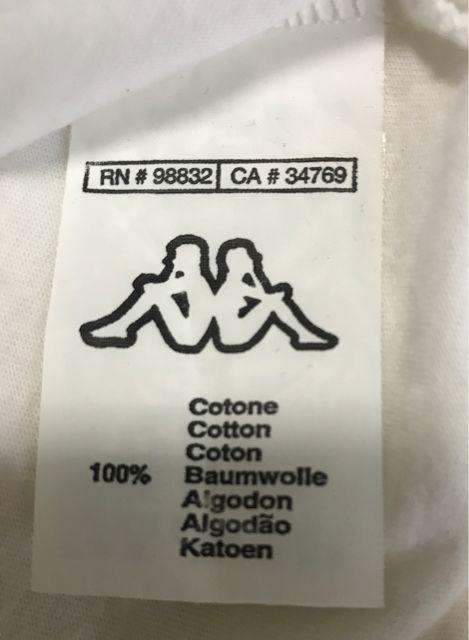 RN # 98832 CA # 34769
Cotone
Cotton
Coton
100% Baumwolle
Algodon
Algodão
Katoen